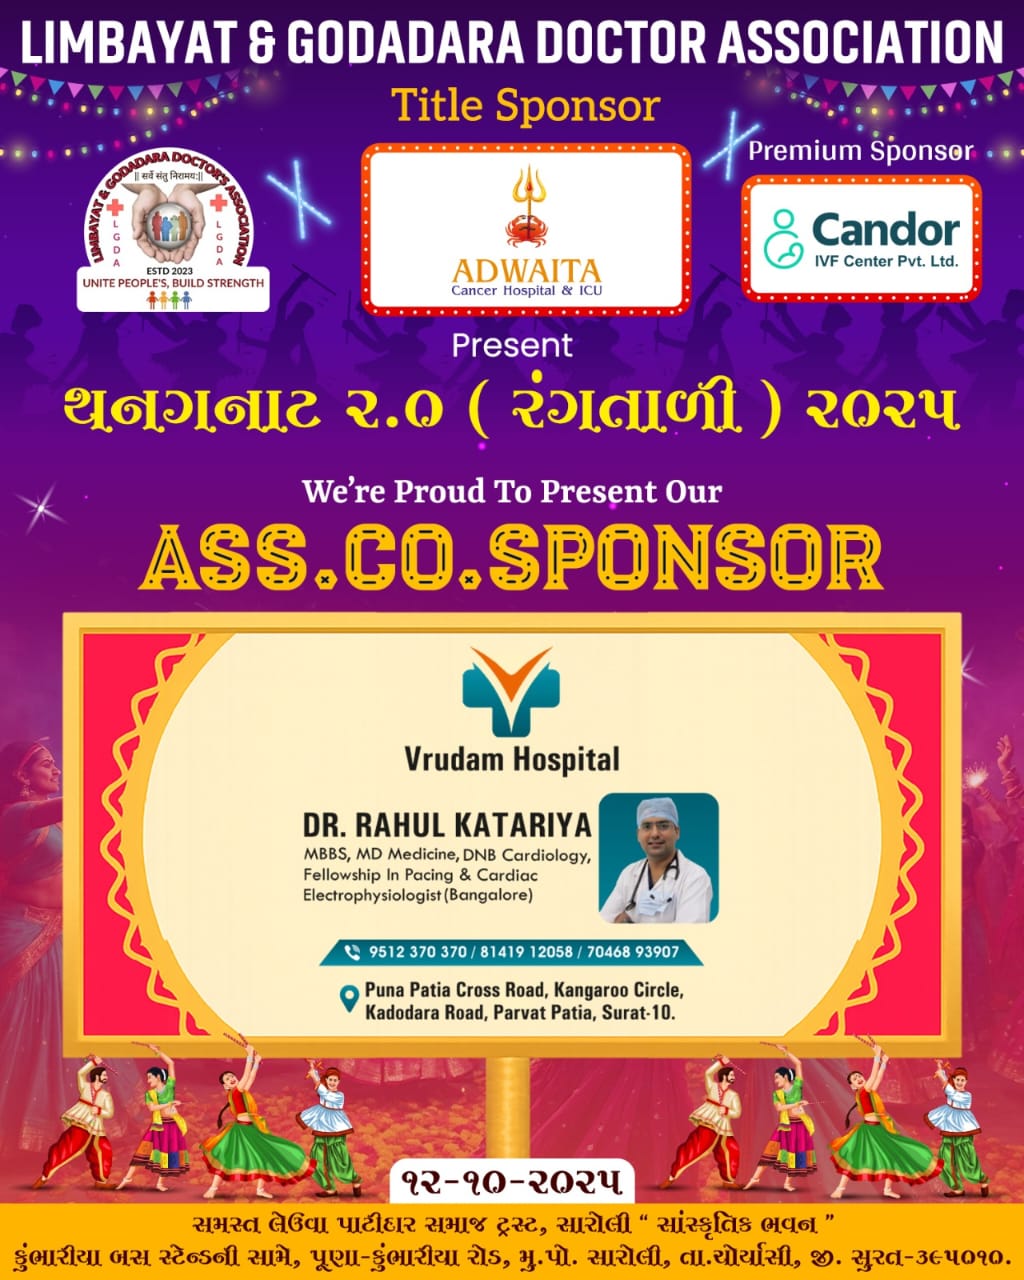 LIMBAYAT & GODADARA DOCTOR ASSOCIATION
Title Sponsor
Premium Sponsor
LIMBAYAT & GODADARA DOCTOR'S ASSOCIATION
|| सर्वे संतु निरामय:||
LGDA
LGDA
ESTD 2023
UNITE PEOPLE'S, BUILD STRENGTH
ADWAITA
Cancer Hospital & ICU
Candor
IVF Center Pvt. Ltd.
Present
થનગનાટ ૨.૦ ( રંગતાળી ) ૨૦૨૫
We're Proud To Present Our
ASS.CO.SPONSOR
Vrudam Hospital
DR. RAHUL KATARIYA
MBBS, MD Medicine, DNB Cardiology,
Fellowship In Pacing & Cardiac
Electrophysiologist (Bangalore)
9512 370 370 / 81419 12058 / 70468 93907
Puna Patia Cross Road, Kangaroo Circle,
Kadodara Road, Parvat Patia, Surat-10.
૧૨-૧૦-૨૦૨૫
સમસ્ત લેઉવા પાટીદાર સમાજ ટ્રસ્ટ, સારોલી “ સાંસ્કૃતિક ભવન ”
કુંભારીયા બસ સ્ટેન્ડની સામે, પૂણા-કુંભારીયા રોડ, મુ.પો. સારોલી, તા.ચોર્યાસી, જી. સુરત-૩૯૫૦૧૦.